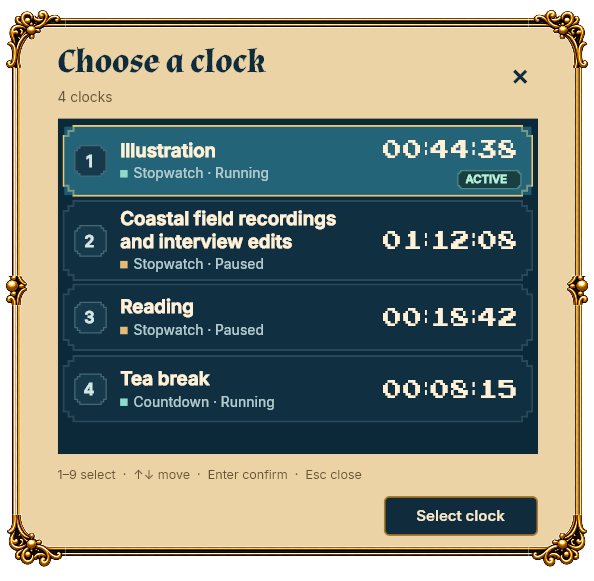 Choose a clock
×
4 clocks
1
Illustration
00:44:38
Stopwatch · Running
ACTIVE
2
Coastal field recordings
and interview edits
01:12:08
Stopwatch · Paused
3
Reading
00:18:42
Stopwatch · Paused
4
Tea break
00:08:15
Countdown · Running
1–9 select · ↑↓ move · Enter confirm · Esc close
Select clock